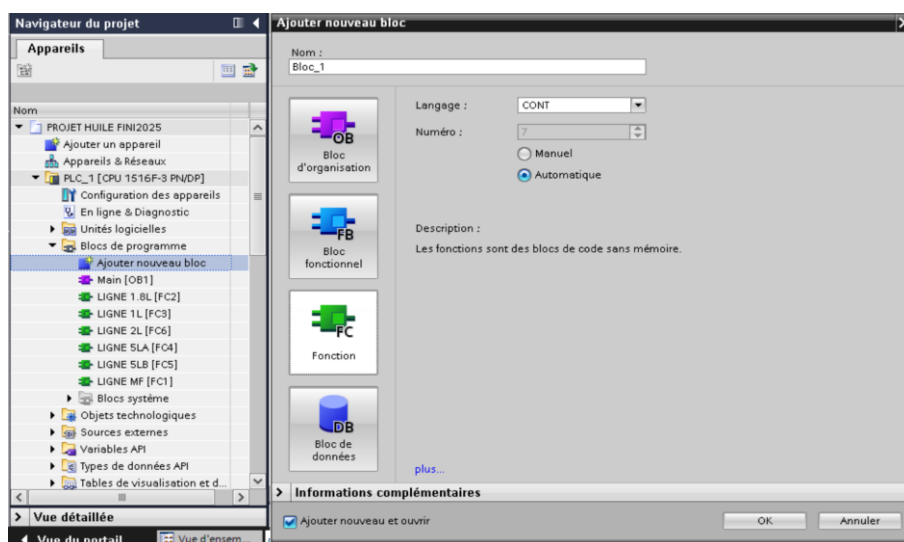 Navigateur du projet
Appareils
Nom
PROJET HUILE FINI2025
Ajouter un appareil
Appareils & Réseaux
PLC_1 [CPU 1516F-3 PN/DP]
Configuration des appareils
En ligne & Diagnostic
Unités logicielles
Blocs de programme
Ajouter nouveau bloc
Main [OB1]
LIGNE 1.8L [FC2]
LIGNE 1L [FC3]
LIGNE 2L [FC6]
LIGNE 5LA [FC4]
LIGNE 5LB [FC5]
LIGNE MF [FC1]
Blocs système
Objets technologiques
Sources externes
Variables API
Types de données API
Tables de visualisation et d...
Vue détaillée
Vue du portail
Vue d'ensem...
Ajouter nouveau bloc
Nom :
Bloc_1
OB
Bloc
d'organisation
FB
Bloc
fonctionnel
FC
Fonction
DB
Bloc de
données
Langage :
CONT
Numéro :
7
Manuel
Automatique
Description :
Les fonctions sont des blocs de code sans mémoire.
plus...
Informations complémentaires
Ajouter nouveau et ouvrir
OK
Annuler